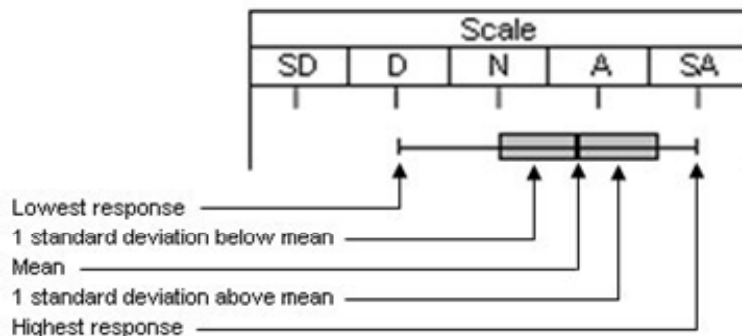 Scale
SD D N A SA
Lowest response
1 standard deviation below mean
Mean
1 standard deviation above mean
Highest response